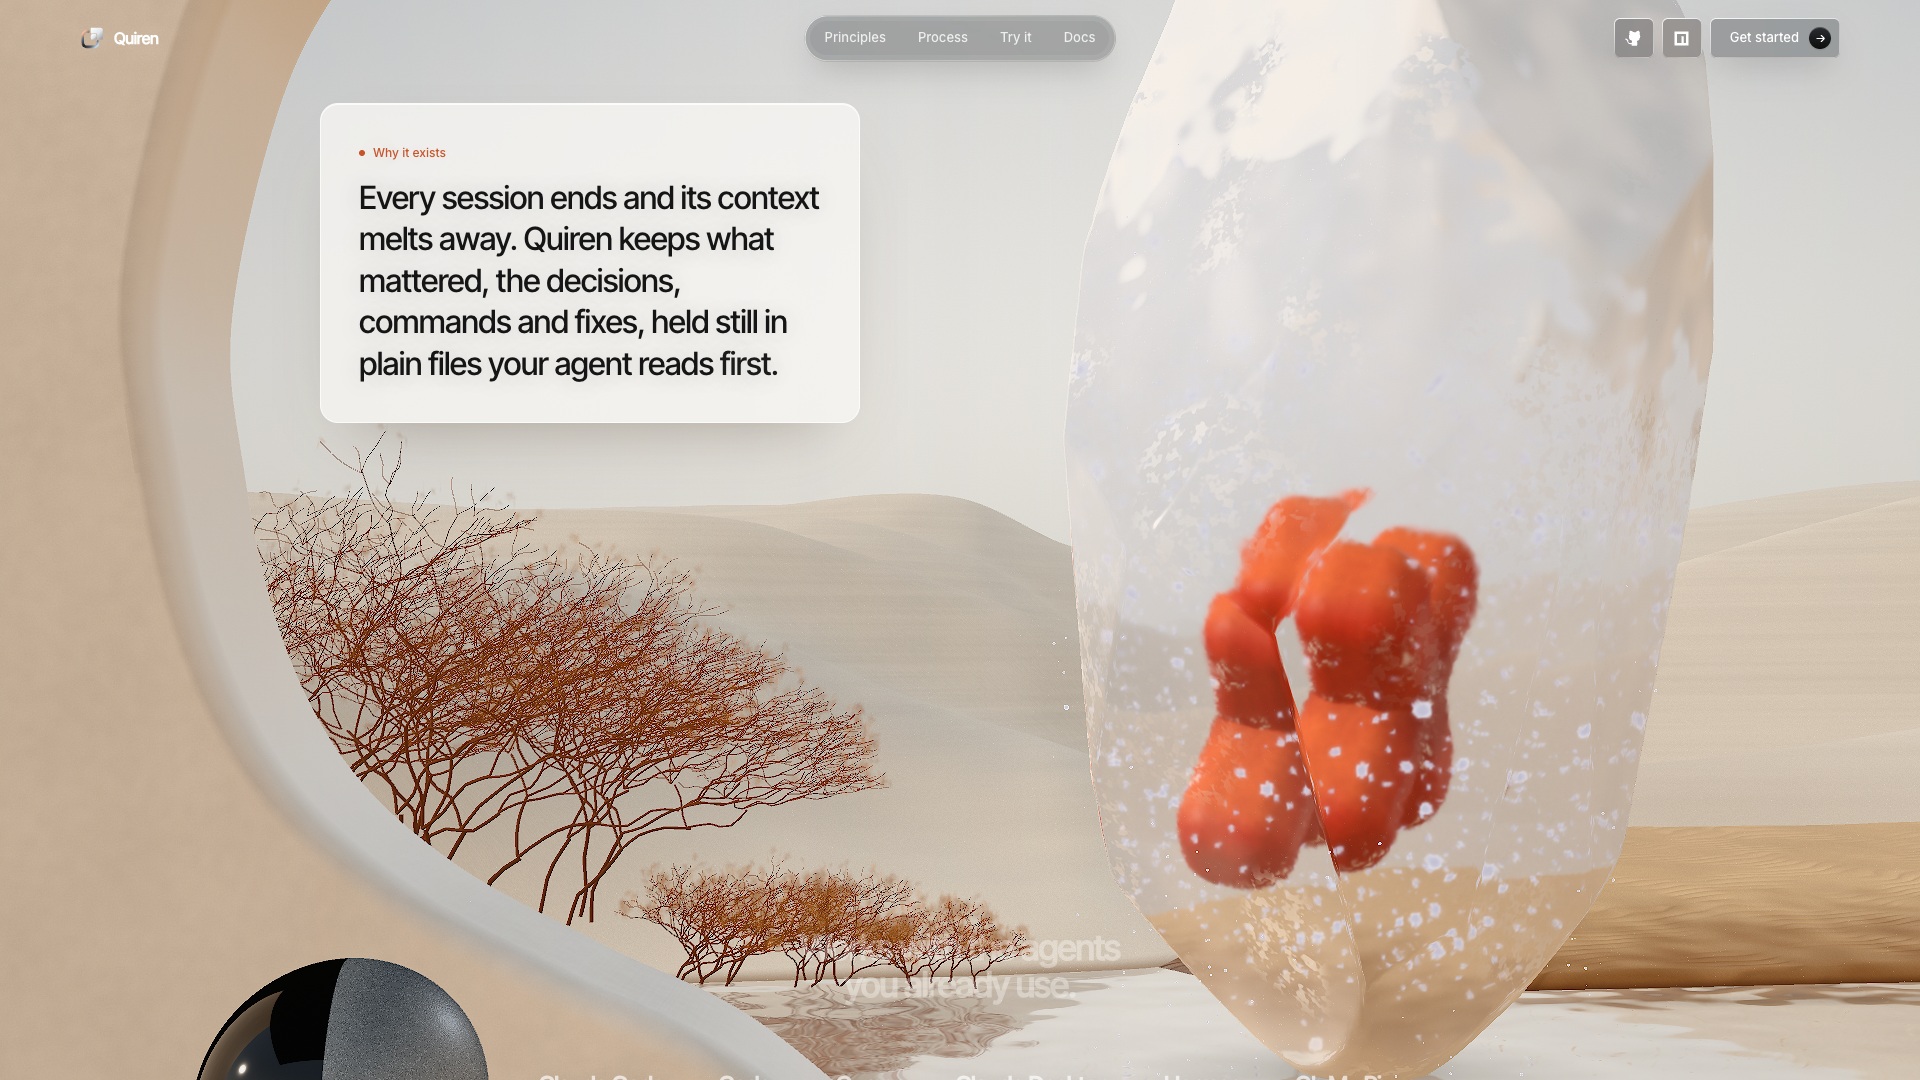 Quiren
Principles
Process
Try it
Docs
Get started
Why it exists
Every session ends and its context
melts away. Quiren keeps what
mattered, the decisions,
commands and fixes, held still in
plain files your agent reads first.
agents
you already use.